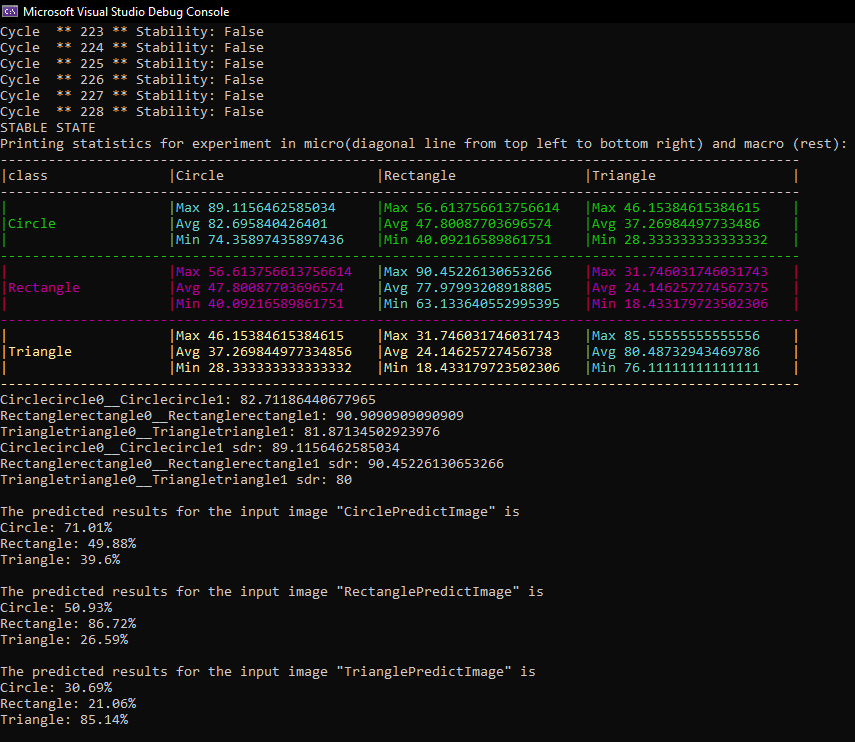 Microsoft Visual Studio Debug Console
Cycle  ** 223 ** Stability: False
Cycle  ** 224 ** Stability: False
Cycle  ** 225 ** Stability: False
Cycle  ** 226 ** Stability: False
Cycle  ** 227 ** Stability: False
Cycle  ** 228 ** Stability: False
STABLE STATE
Printing statistics for experiment in micro(diagonal line from top left to bottom right) and macro (rest):
----------------------------------------------------------------------------------------------------
|class               |Circle                   |Rectangle                |Triangle                 |
----------------------------------------------------------------------------------------------------
|                    |Max 89.1156462585034     |Max 56.613756613756614   |Max 46.15384615384615    |
|Circle              |Avg 82.695840426401      |Avg 47.80087703696574    |Avg 37.26984497733486    |
|                    |Min 74.35897435897436    |Min 40.09216589861751    |Min 28.333333333333332   |
----------------------------------------------------------------------------------------------------
|                    |Max 56.613756613756614   |Max 90.45226130653266    |Max 31.746031746031743   |
|Rectangle           |Avg 47.80087703696574    |Avg 77.97993208918805    |Avg 24.146257274567375   |
|                    |Min 40.09216589861751    |Min 63.133640552995395   |Min 18.433179723502306   |
----------------------------------------------------------------------------------------------------
|                    |Max 46.15384615384615    |Max 31.746031746031743   |Max 85.55555555555556    |
|Triangle            |Avg 37.269844977334856   |Avg 24.14625727456738    |Avg 80.48732943469786    |
|                    |Min 28.333333333333332   |Min 18.433179723502306   |Min 76.11111111111111    |
----------------------------------------------------------------------------------------------------
Circlecircle0__Circlecircle1: 82.71186440677965
Rectanglerectangle0__Rectanglerectangle1: 90.9090909090909
Triangletriangle0__Triangletriangle1: 81.87134502923976
Circlecircle0__Circlecircle1 sdr: 89.1156462585034
Rectanglerectangle0__Rectanglerectangle1 sdr: 90.45226130653266
Triangletriangle0__Triangletriangle1 sdr: 80
The predicted results for the input image "CirclePredictImage" is
Circle: 71.01%
Rectangle: 49.88%
Triangle: 39.6%
The predicted results for the input image "RectanglePredictImage" is
Circle: 50.93%
Rectangle: 86.72%
Triangle: 26.59%
The predicted results for the input image "TrianglePredictImage" is
Circle: 30.69%
Rectangle: 21.06%
Triangle: 85.14%